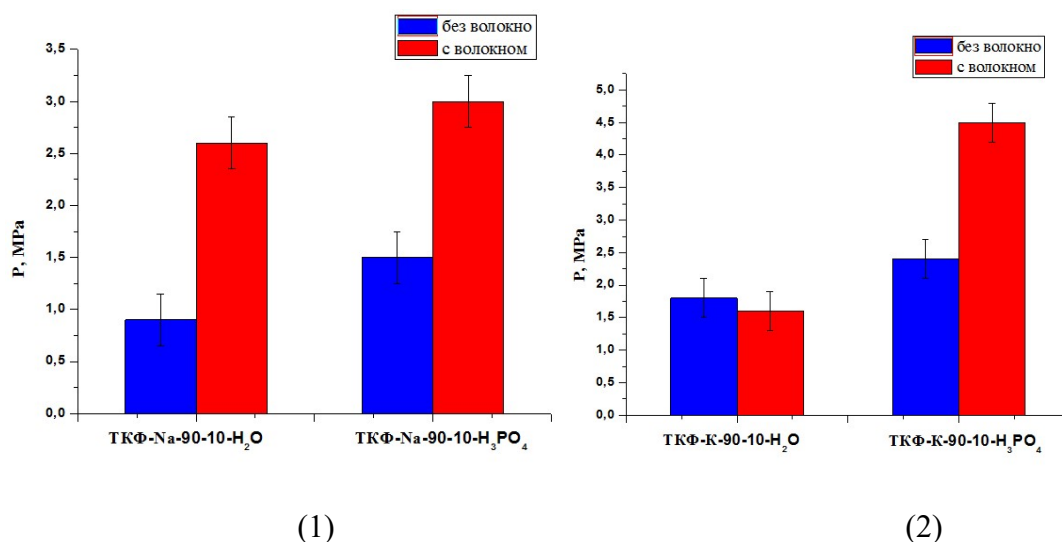 без волокно
с волокном
P, MPa
3,5
3,0
2,5
2,0
1,5
1,0
0,5
0,0
ТКФ-Na-90-10-H₂O
ТКФ-Na-90-10-H₃PO₄
(1)
без волокно
с волокном
P, MPa
5,0
4,5
4,0
3,5
3,0
2,5
2,0
1,5
1,0
0,5
0,0
ТКФ-К-90-10-H₂O
ТКФ-К-90-10-H₃PO₄
(2)